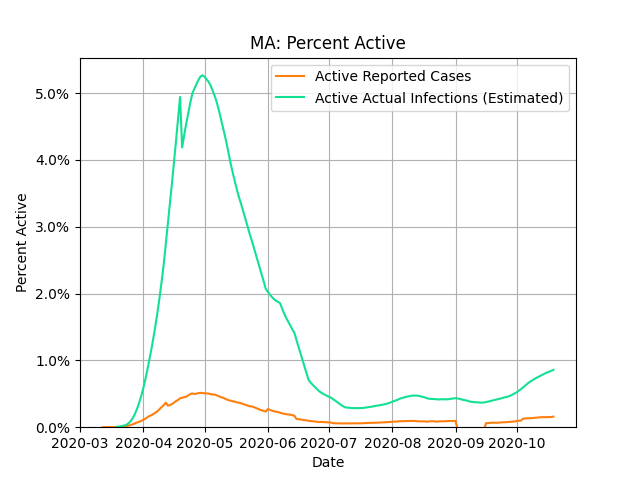 MA: Percent Active
Active Reported Cases
Active Actual Infections (Estimated)
Percent Active
5.0%
4.0%
3.0%
2.0%
1.0%
0.0%
2020-03 2020-04 2020-05 2020-06 2020-07 2020-08 2020-09 2020-10
Date